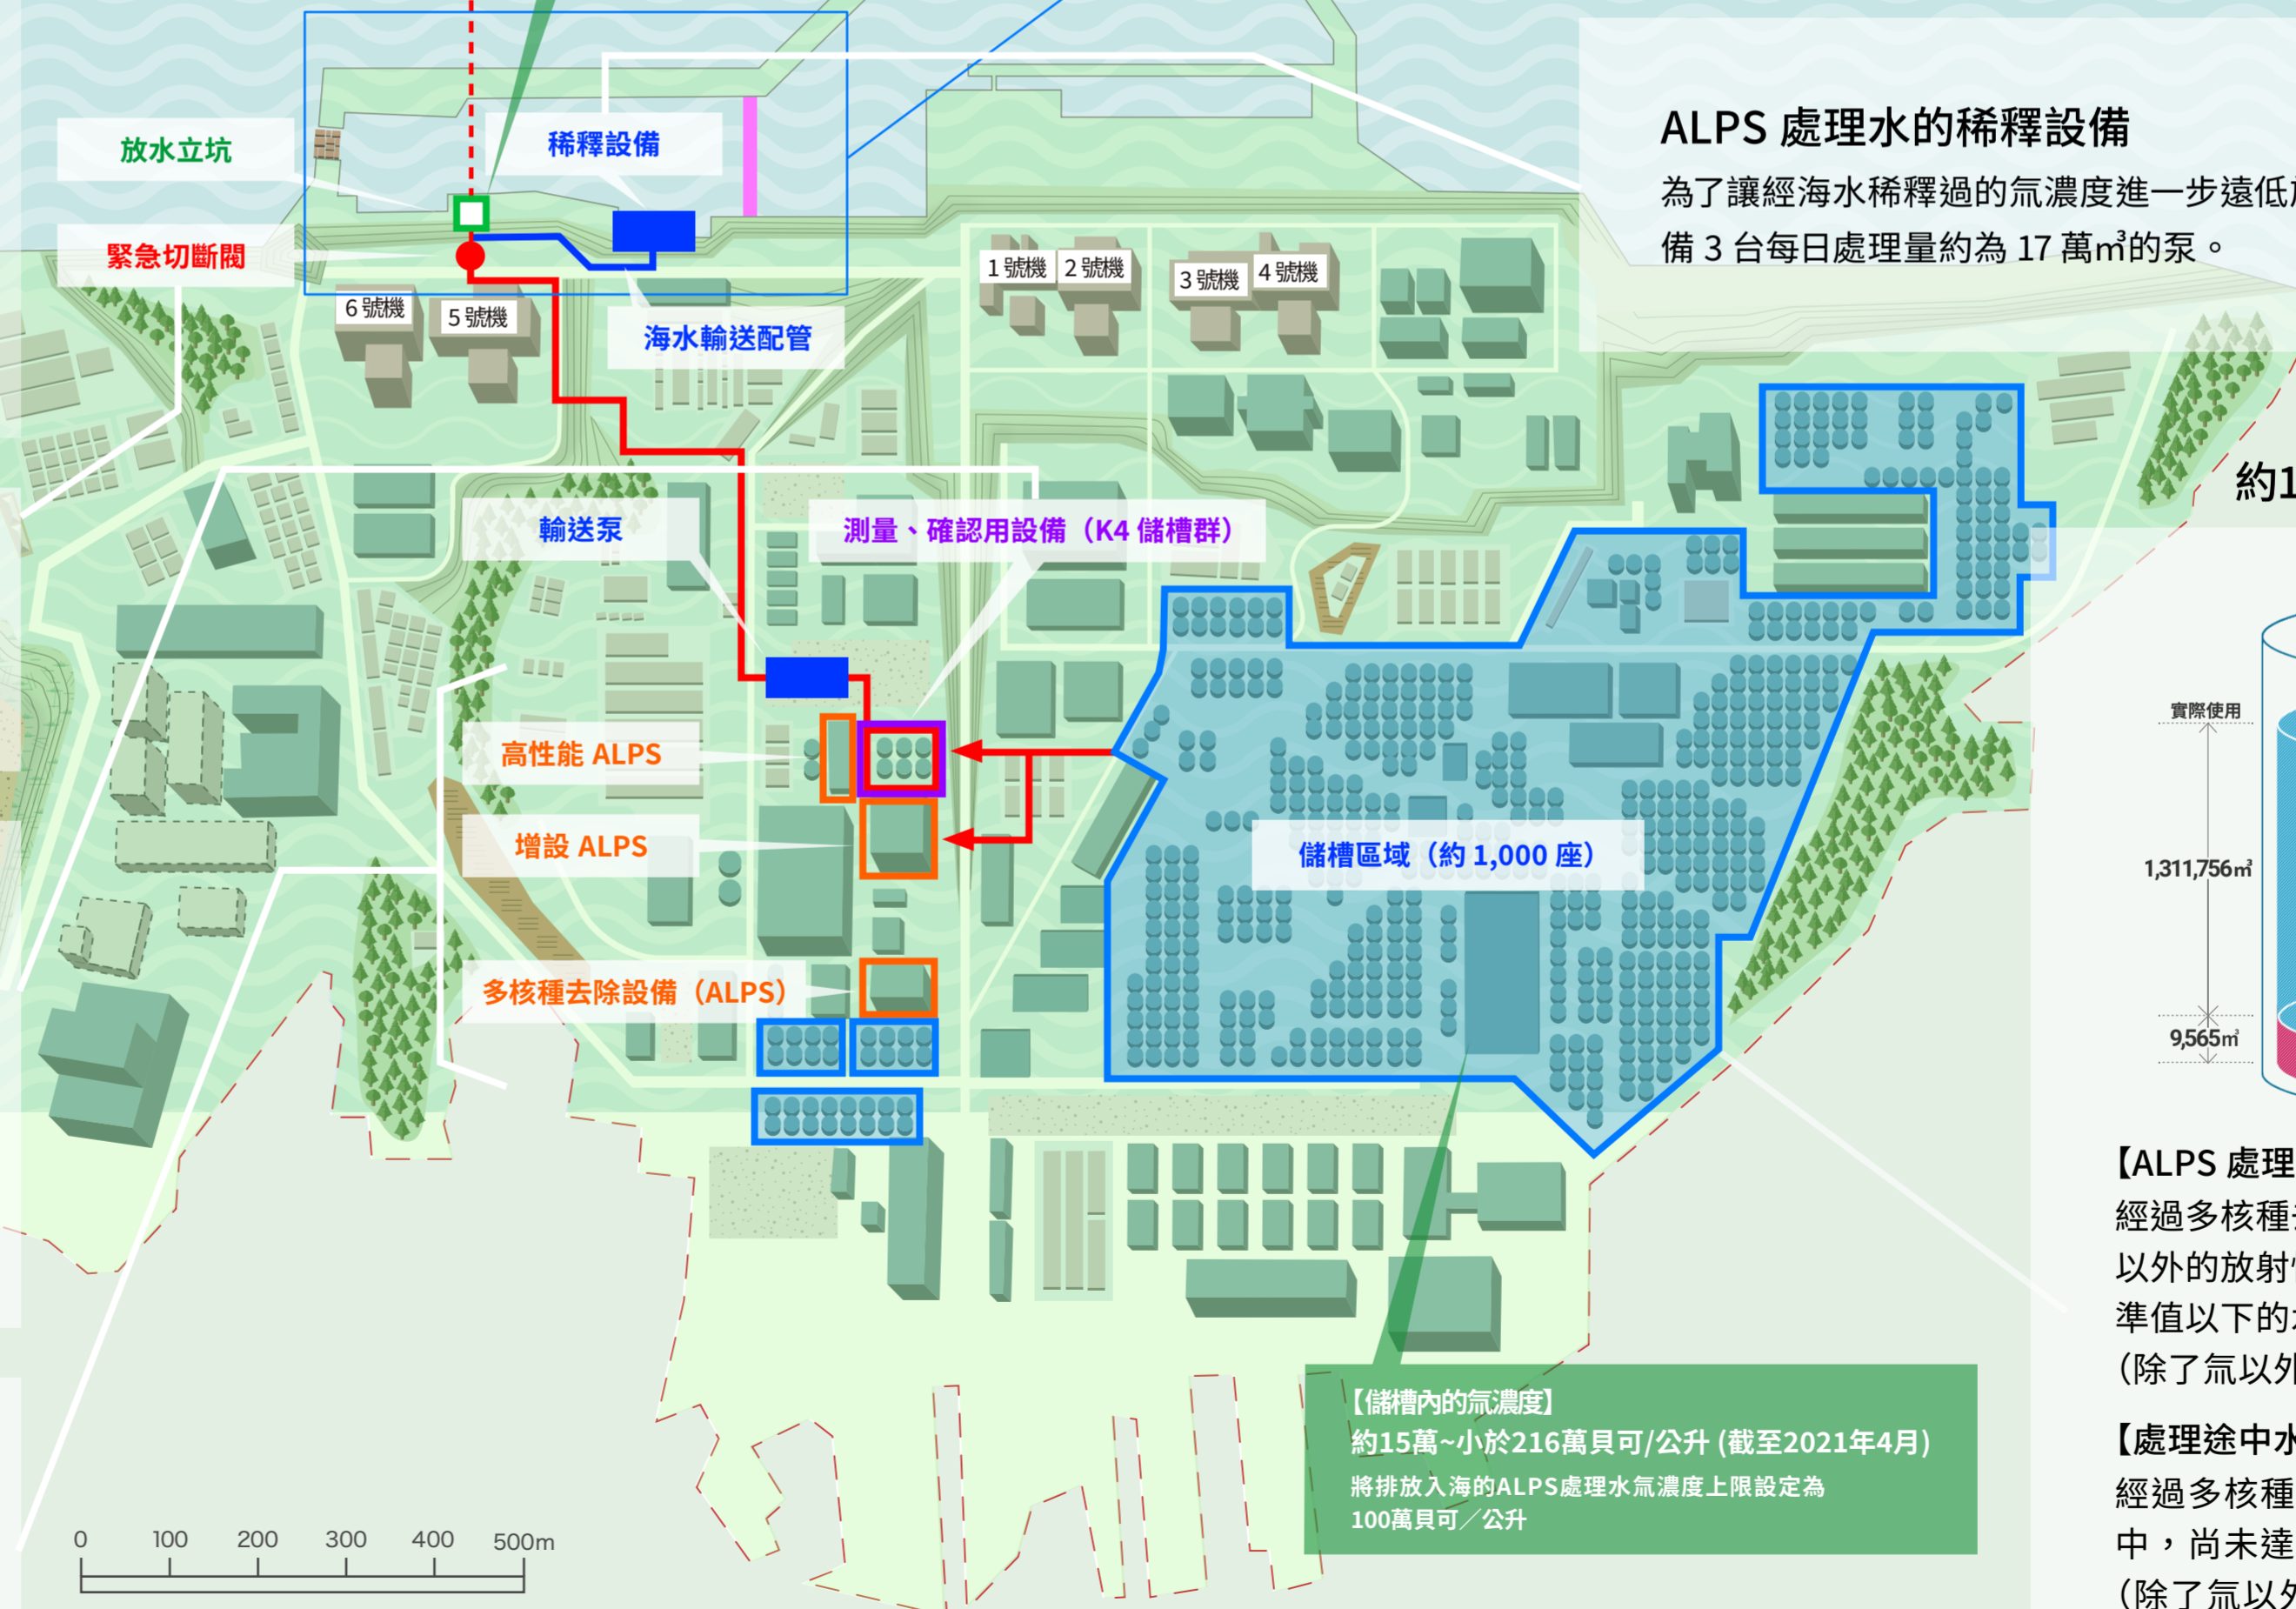 放水立坑
稀釋設備
緊急切斷閥
海水輸送配管
6 號機
5 號機
1 號機
2 號機
3 號機
4 號機
ALPS 處理水的稀釋設備
為了讓經海水稀釋過的氚濃度進一步遠低
備 3 台每日處理量約為 17 萬㎥的泵。
約1
輸送泵
測量、確認用設備（K4 儲槽群）
高性能 ALPS
增設 ALPS
多核種去除設備（ALPS）
儲槽區域（約 1,000 座）
實際使用
1,311,756㎥
9,565㎥
【ALPS 處理
經過多核種
以外的放射
準值以下的
（除了氚以外
【處理途中水
經過多核種
中，尚未達
（除了氚以外
【儲槽內的氚濃度】
約15萬~小於216萬貝可/公升 (截至2021年4月)
將排放入海的ALPS處理水氚濃度上限設定為
100萬貝可／公升
0 100 200 300 400 500m